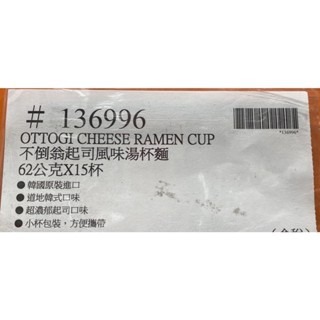 # 136996
*136996*
OTTOGI CHEESE RAMEN CUP
不倒翁起司風味湯杯麵
62公克X15杯
●韓國原裝進口
●道地韓式口味
●超濃郁起司口味
●小杯包裝，方便攜帶